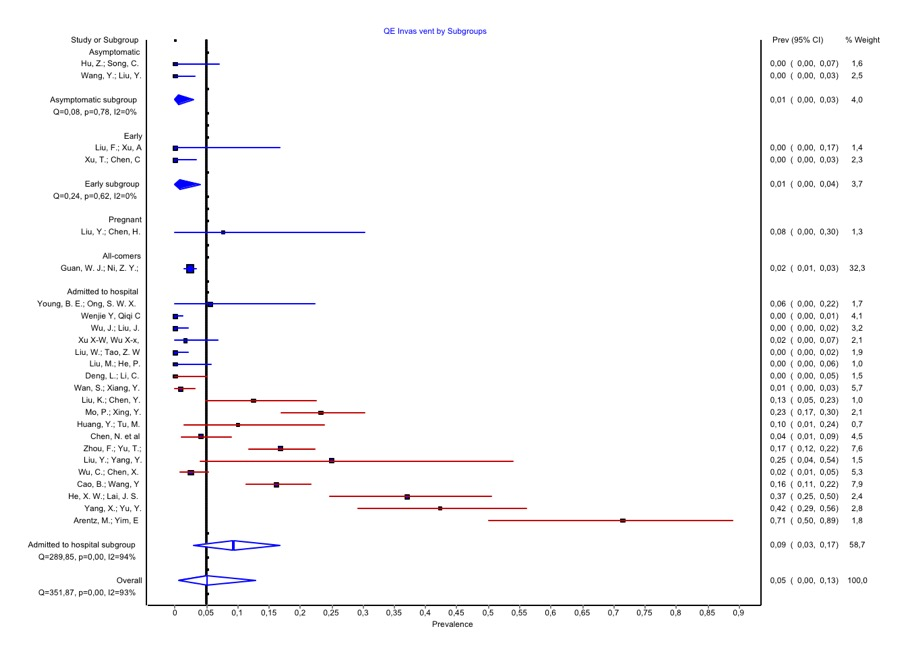 QE Invas vent by Subgroups
Study or Subgroup Prev (95% CI) % Weight
Asymptomatic
Hu, Z.; Song, C. 0,00 ( 0,00, 0,07) 1,6
Wang, Y.; Liu, Y. 0,00 ( 0,00, 0,03) 2,5
Asymptomatic subgroup 0,01 ( 0,00, 0,03) 4,0
Q=0,08, p=0,78, I2=0%
Early
Liu, F.; Xu, A 0,00 ( 0,00, 0,17) 1,4
Xu, T.; Chen, C 0,00 ( 0,00, 0,03) 2,3
Early subgroup 0,01 ( 0,00, 0,04) 3,7
Q=0,24, p=0,62, I2=0%
Pregnant
Liu, Y.; Chen, H. 0,08 ( 0,00, 0,30) 1,3
All-comers
Guan, W. J.; Ni, Z. Y.; 0,02 ( 0,01, 0,03) 32,3
Admitted to hospital
Young, B. E.; Ong, S. W. X. 0,06 ( 0,00, 0,22) 1,7
Wenjie Y, Qiqi C 0,00 ( 0,00, 0,01) 4,1
Wu, J.; Liu, J. 0,00 ( 0,00, 0,02) 3,2
Xu X-W, Wu X-x, 0,02 ( 0,00, 0,07) 2,1
Liu, W.; Tao, Z. W 0,00 ( 0,00, 0,02) 1,9
Liu, M.; He, P. 0,00 ( 0,00, 0,06) 1,0
Deng, L.; Li, C. 0,00 ( 0,00, 0,05) 1,5
Wan, S.; Xiang, Y. 0,01 ( 0,00, 0,03) 5,7
Liu, K.; Chen, Y. 0,13 ( 0,05, 0,23) 1,0
Mo, P.; Xing, Y. 0,23 ( 0,17, 0,30) 2,1
Huang, Y.; Tu, M. 0,10 ( 0,01, 0,24) 0,7
Chen, N. et al 0,04 ( 0,01, 0,09) 4,5
Zhou, F.; Yu, T.; 0,17 ( 0,12, 0,22) 7,6
Liu, Y.; Yang, Y. 0,25 ( 0,04, 0,54) 1,5
Wu, C.; Chen, X. 0,02 ( 0,01, 0,05) 5,3
Cao, B.; Wang, Y 0,16 ( 0,11, 0,22) 7,9
He, X. W.; Lai, J. S. 0,37 ( 0,25, 0,50) 2,4
Yang, X.; Yu, Y. 0,42 ( 0,29, 0,56) 2,8
Arentz, M.; Yim, E 0,71 ( 0,50, 0,89) 1,8
Admitted to hospital subgroup 0,09 ( 0,03, 0,17) 58,7
Q=289,85, p=0,00, I2=94%
Overall 0,05 ( 0,00, 0,13) 100,0
Q=351,87, p=0,00, I2=93%
0 0,05 0,1 0,15 0,2 0,25 0,3 0,35 0,4 0,45 0,5 0,55 0,6 0,65 0,7 0,75 0,8 0,85 0,9
Prevalence